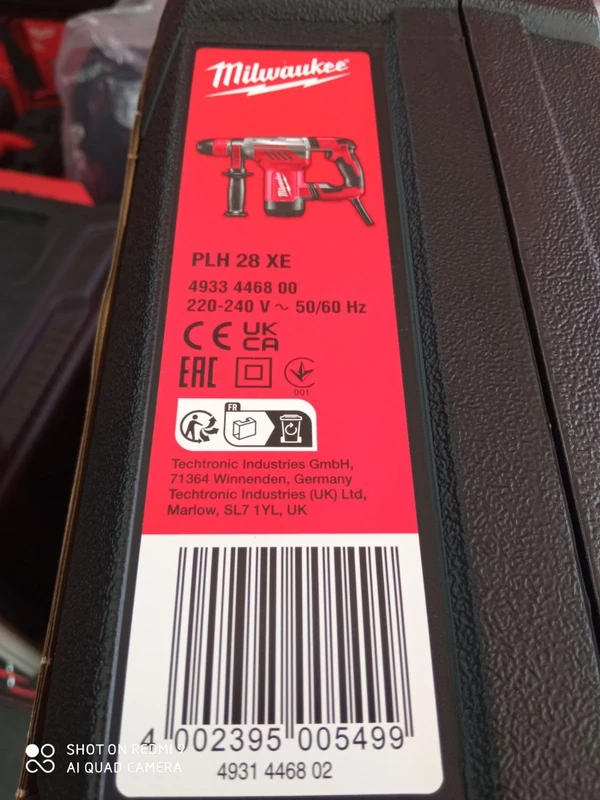 Milwaukee
Milwaukee
PLH 28 XE
4933 4468 00
220-240 V ~ 50/60 Hz
CE UK
CA
EAC
001
FR
Techtronic Industries GmbH,
71364 Winnenden, Germany
Techtronic Industries (UK) Ltd,
Marlow, SL7 1YL, UK
4 002395 005499
4931 4468 02
SHOT ON REDMI 9
AI QUAD CAMERA